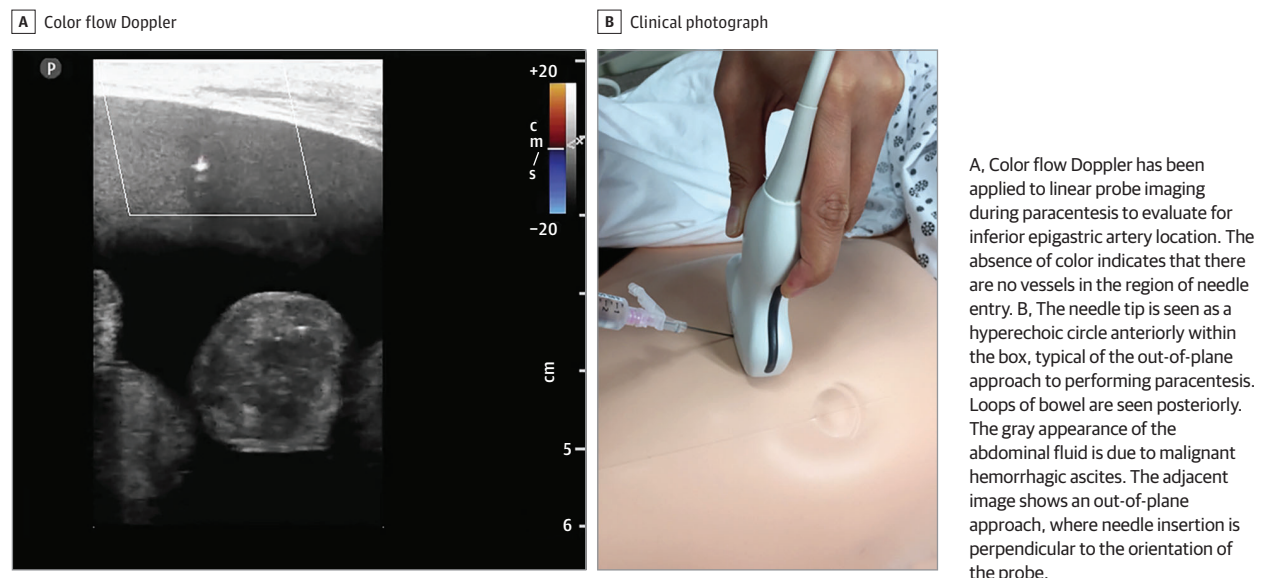 A Color flow Doppler
B Clinical photograph
P
+20
c
m
/
s
−20
cm
5
6
A, Color flow Doppler has been
applied to linear probe imaging
during paracentesis to evaluate for
inferior epigastric artery location. The
absence of color indicates that there
are no vessels in the region of needle
entry. B, The needle tip is seen as a
hyperechoic circle anteriorly within
the box, typical of the out-of-plane
approach to performing paracentesis.
Loops of bowel are seen posteriorly.
The gray appearance of the
abdominal fluid is due to malignant
hemorrhagic ascites. The adjacent
image shows an out-of-plane
approach, where needle insertion is
perpendicular to the orientation of
the probe.